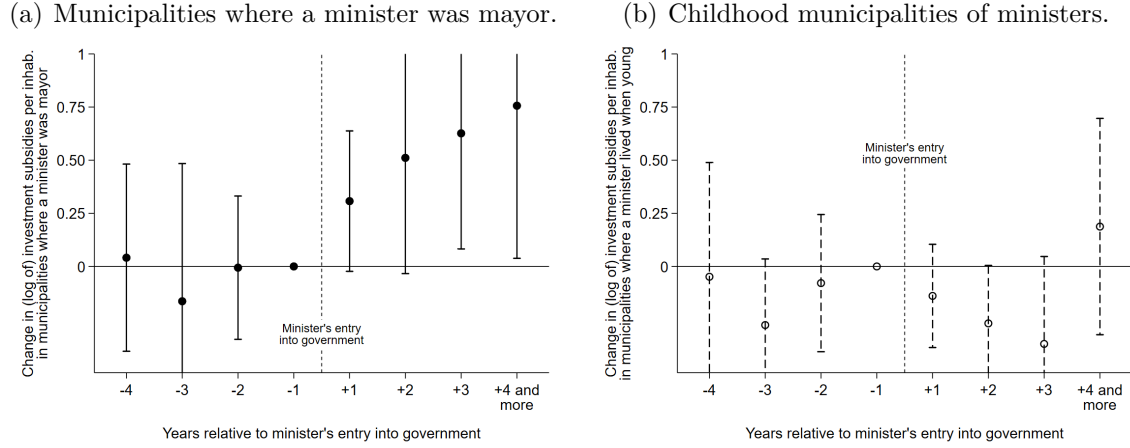 (a) Municipalities where a minister was mayor.
Change in (log of) investment subsidies per inhab.
in municipalities where a minister was mayor
1
0.75
0.50
0.25
0
Minister's entry
into government
-4
-3
-2
-1
+1
+2
+3
+4 and
more
Years relative to minister's entry into government
(b) Childhood municipalities of ministers.
Change in (log of) investment subsidies per inhab.
in municipalities where a minister lived when young
1
0.75
0.50
0.25
0
Minister's entry
into government
-4
-3
-2
-1
+1
+2
+3
+4 and
more
Years relative to minister's entry into government